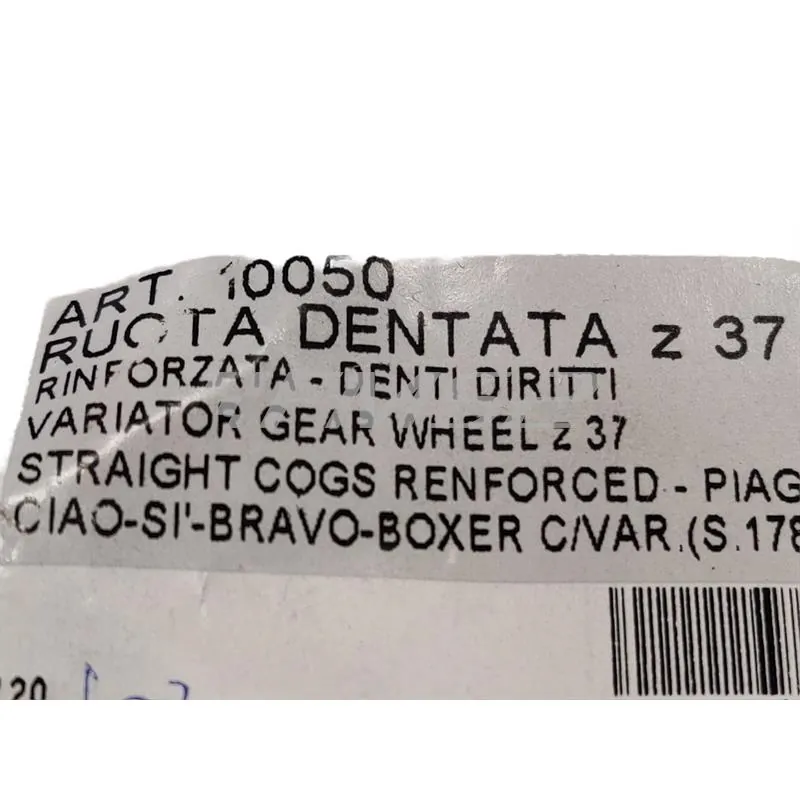 ART. 10050
RUOTA DENTATA z 37
RINFORZATA - DENTI DIRITTI
VARIATOR GEAR WHEEL z 37
STRAIGHT COGS RENFORCED - PIAG
CIAO-SI'-BRAVO-BOXER C/VAR.(S.178
20